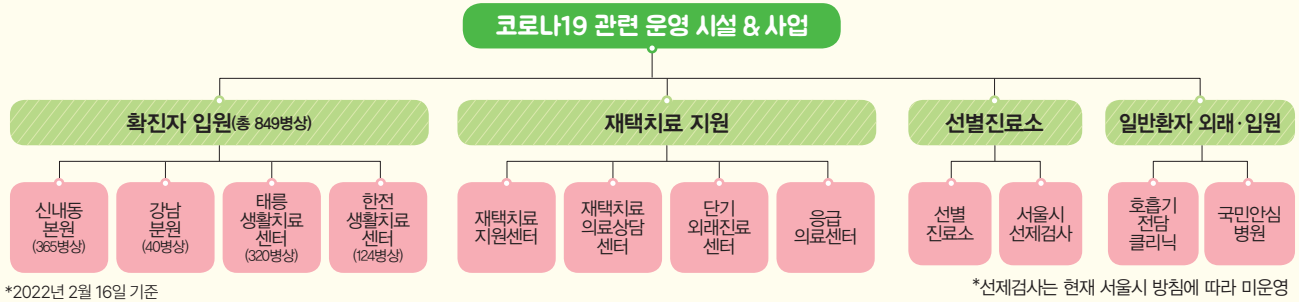 코로나19 관련 운영 시설 & 사업
확진자 입원(총 849병상)
재택치료 지원
선별진료소
일반환자 외래·입원
신내동
본원
(365병상)
강남
분원
(40병상)
태릉
생활치료
센터
(320병상)
한전
생활치료
센터
(124병상)
재택치료
지원센터
재택치료
의료상담
센터
단기
외래진료
센터
응급
의료센터
선별
진료소
서울시
선제검사
호흡기
전담
클리닉
국민안심
병원
*2022년 2월 16일 기준
*선제검사는 현재 서울시 방침에 따라 미운영